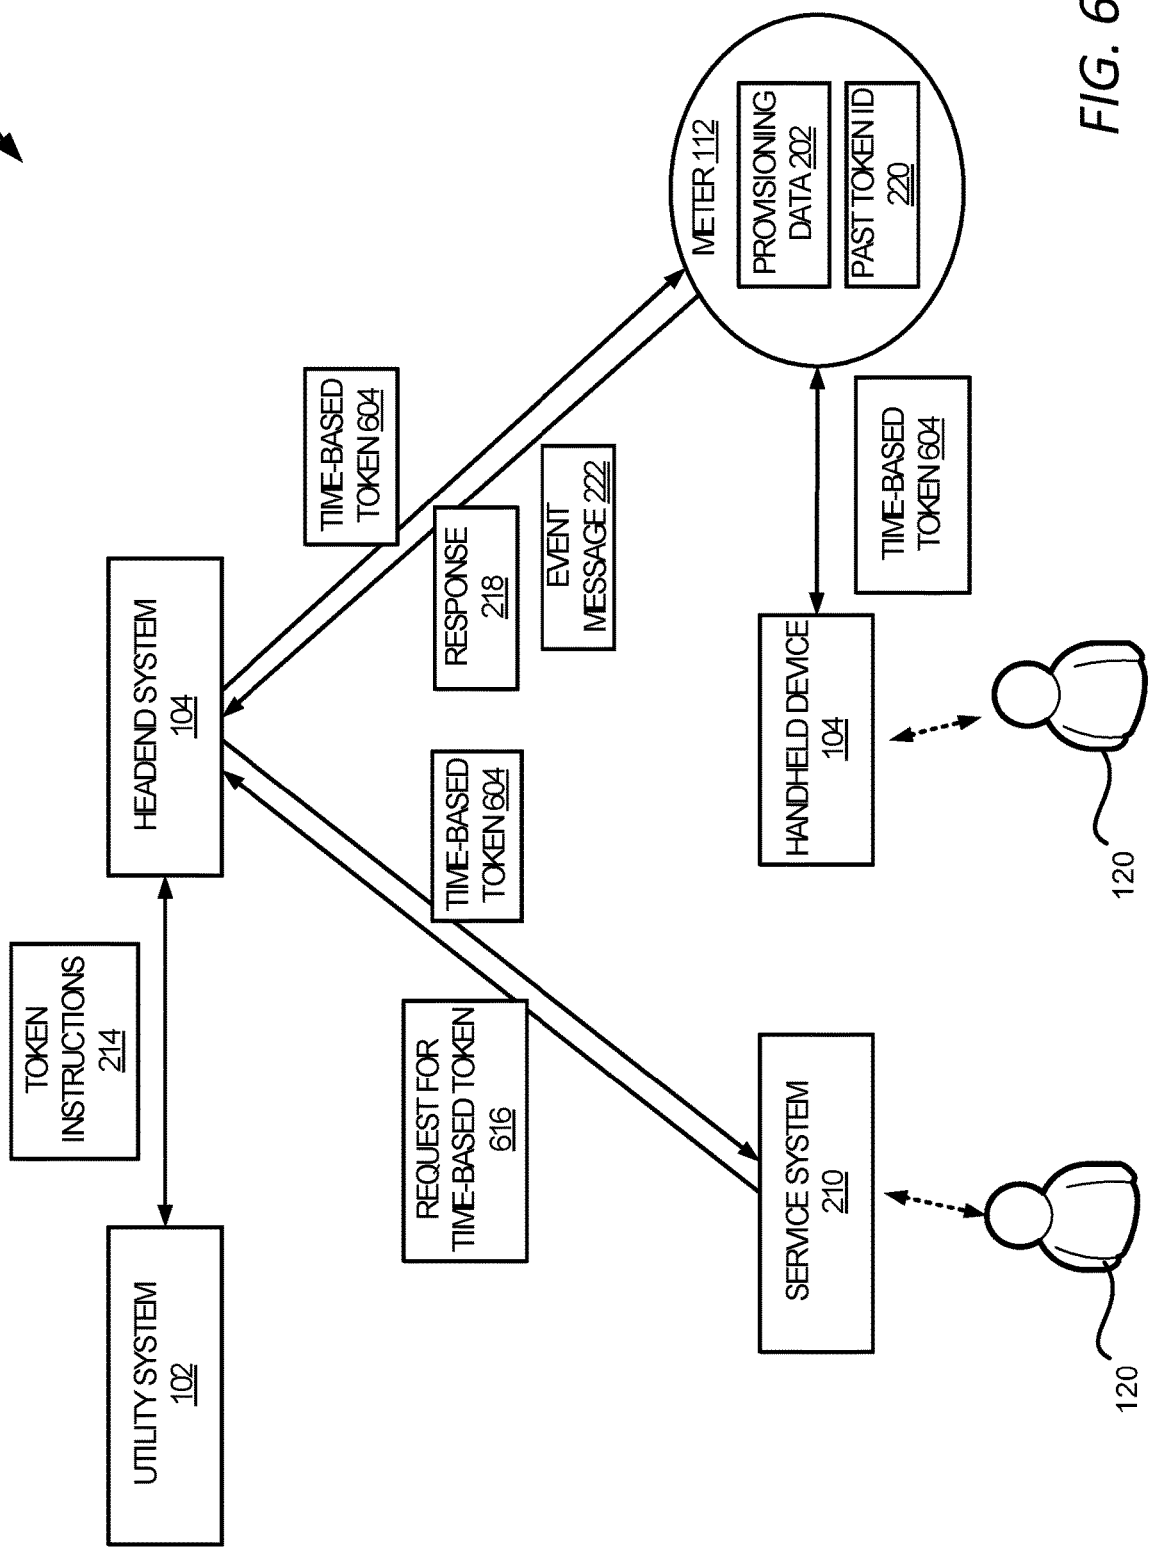 TOKEN
INSTRUCTIONS
214
UTILITY SYSTEM
102
HEADEND SYSTEM
104
TIME-BASED
TOKEN 604
RESPONSE
218
EVENT
MESSAGE 222
REQUEST FOR
TIME-BASED TOKEN
616
TIME-BASED
TOKEN 604
METER 112
PROVISIONING
DATA 202
PAST TOKEN ID
220
TIME-BASED
TOKEN 604
SERVICE SYSTEM
210
HANDHELD DEVICE
104
120
120
FIG. 6